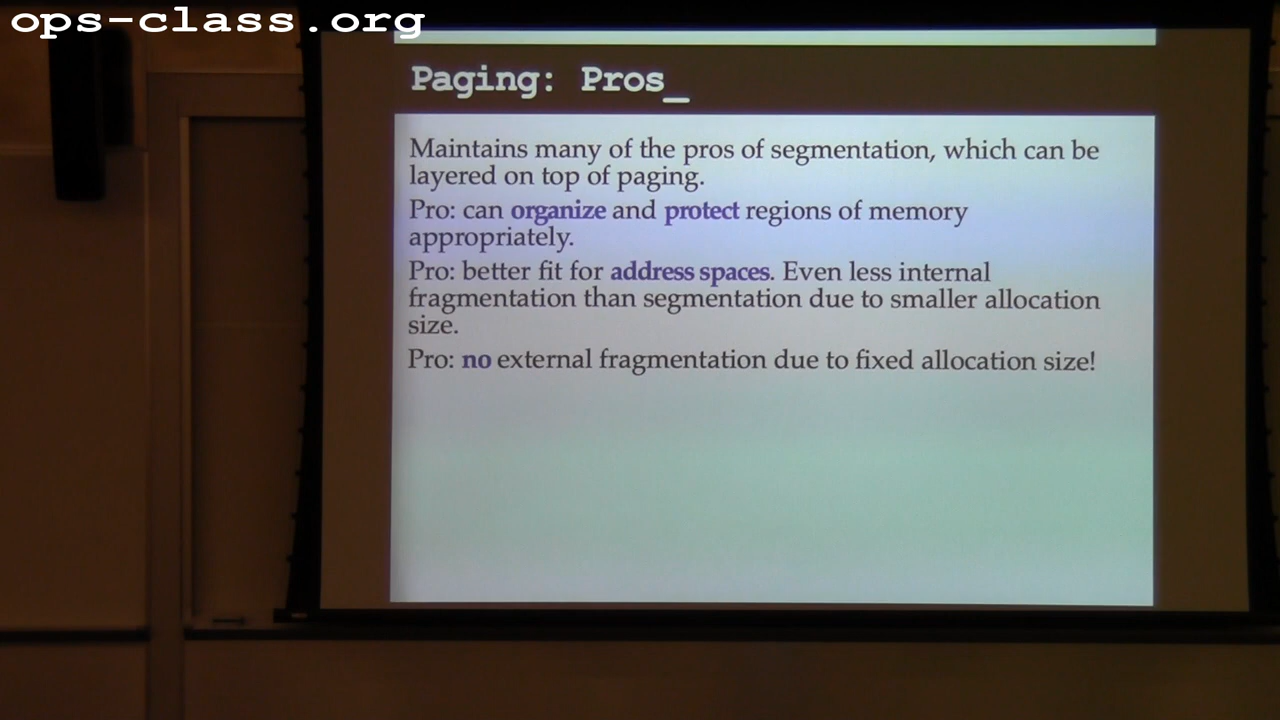 ops-class.org
Paging: Pros_
Maintains many of the pros of segmentation, which can be
layered on top of paging.
Pro: can organize and protect regions of memory
appropriately.
Pro: better fit for address spaces. Even less internal
fragmentation than segmentation due to smaller allocation
size.
Pro: no external fragmentation due to fixed allocation size!